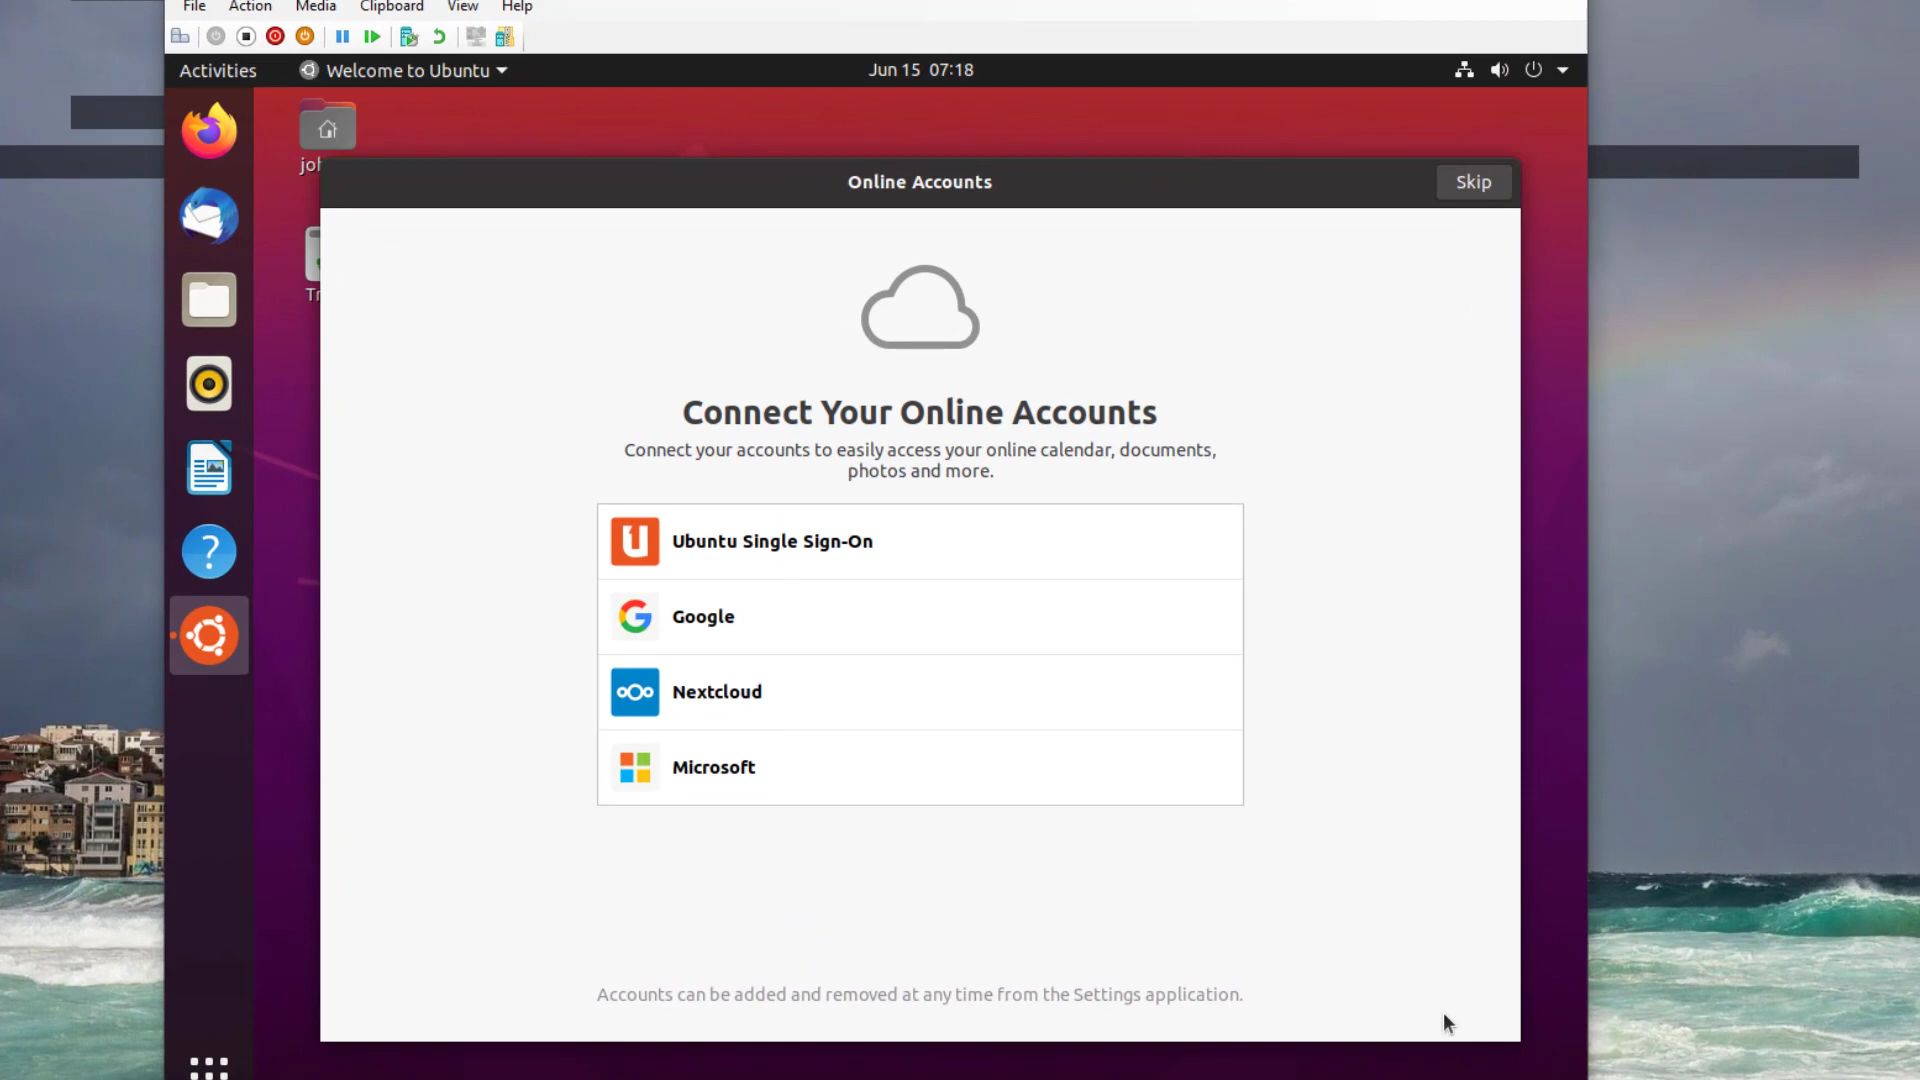 File Action Media Clipboard View Help
Activities Welcome to Ubuntu Jun 15 07:18
Online Accounts Skip
Connect Your Online Accounts
Connect your accounts to easily access your online calendar, documents,
photos and more.
Ubuntu Single Sign-On
Google
Nextcloud
Microsoft
Accounts can be added and removed at any time from the Settings application.